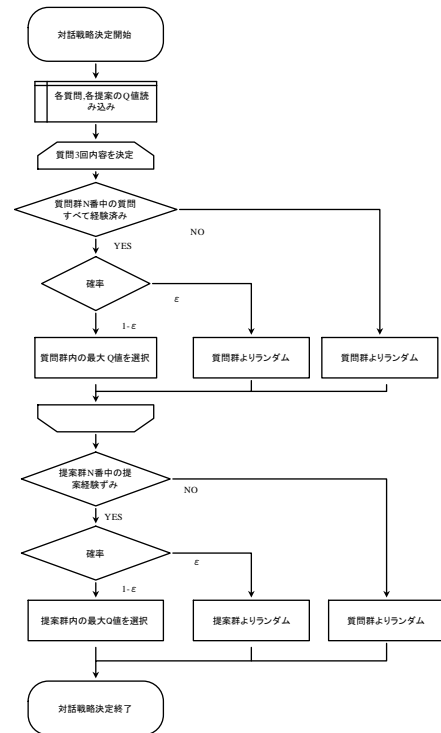 対話戦略決定開始
各質問,各提案のQ値読
み込み
質問3回内容を決定
質問群N番中の質問
すべて経験済み
NO
YES
確率
ε
1-ε
質問群内の最大Q値を選択
質問群よりランダム
質問群よりランダム
提案群N番中の提
案経験ずみ
NO
YES
確率
ε
1-ε
提案群内の最大Q値を選択
提案群よりランダム
質問群よりランダム
対話戦略決定終了